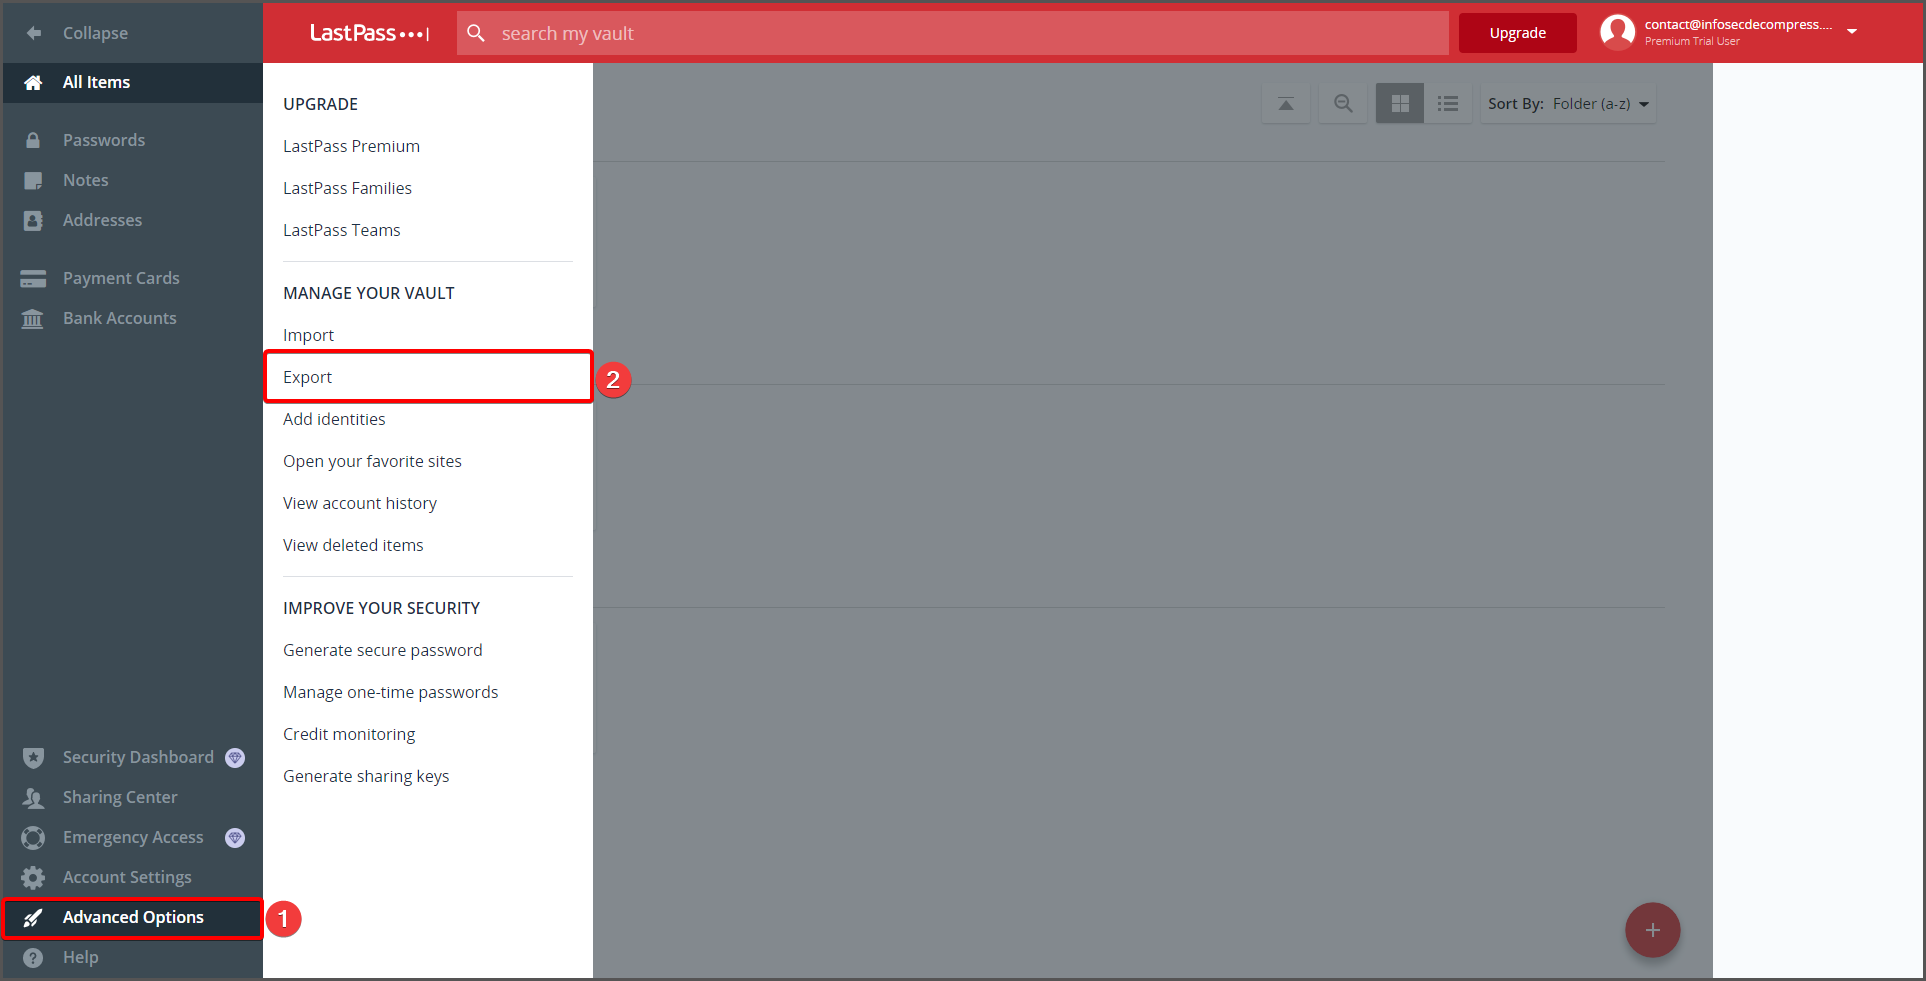 Collapse
LastPass
search my vault
Upgrade
contact@infosecdecompress....
Premium Trial User
All Items
Passwords
Notes
Addresses
Payment Cards
Bank Accounts
Security Dashboard
Sharing Center
Emergency Access
Account Settings
Advanced Options
1
Help
UPGRADE
LastPass Premium
LastPass Families
LastPass Teams
MANAGE YOUR VAULT
Import
Export
2
Add identities
Open your favorite sites
View account history
View deleted items
IMPROVE YOUR SECURITY
Generate secure password
Manage one-time passwords
Credit monitoring
Generate sharing keys
Sort By: Folder (a-z)